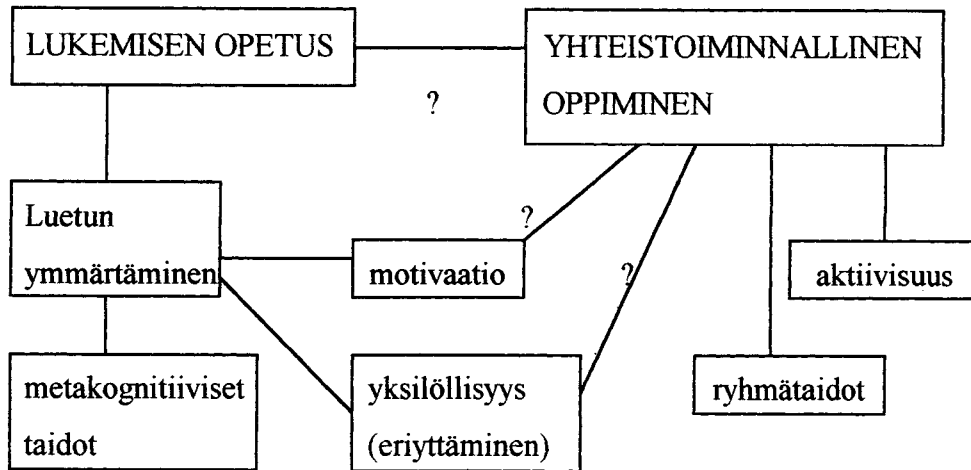 LUKEMISEN OPETUS
YHTEISTOIMINNALLINEN
OPPIMINEN
?
Luetun
ymmärtäminen
?
motivaatio
?
aktiivisuus
metakognitiiviset
taidot
yksilöllisyys
(eriyttäminen)
ryhmätaidot